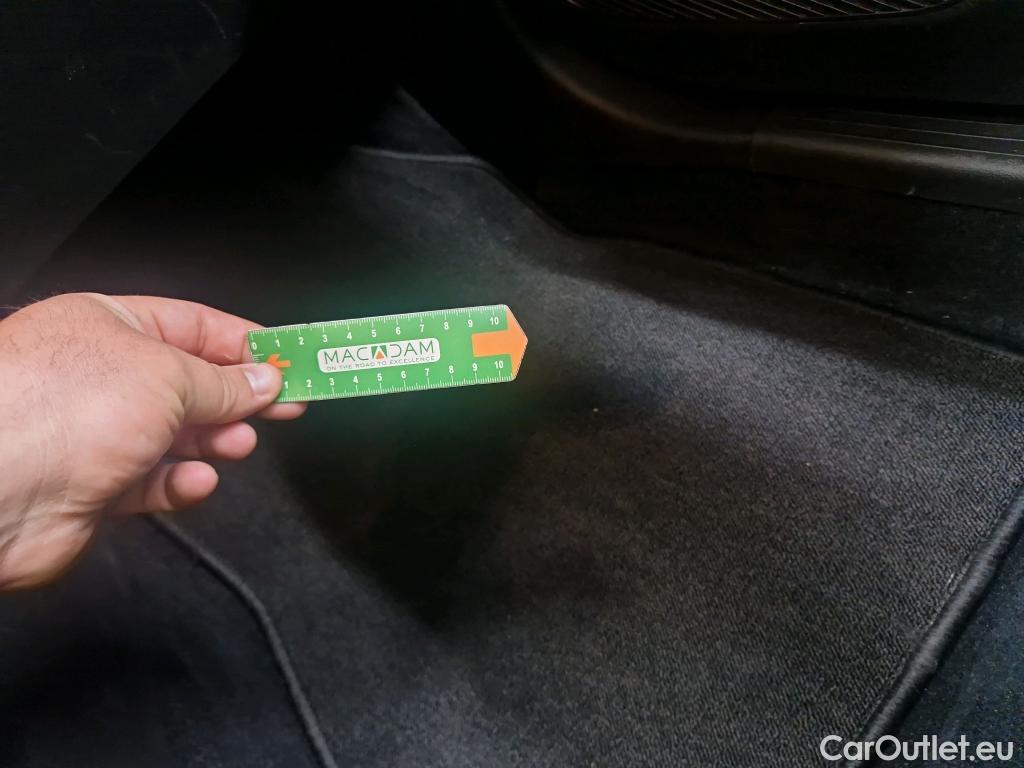 0 1 2 3 4 5 6 7 8 9 10
MACADAM
ON THE ROAD TO EXCELLENCE
1 2 3 4 5 6 7 8 9 10
CarOutlet.eu